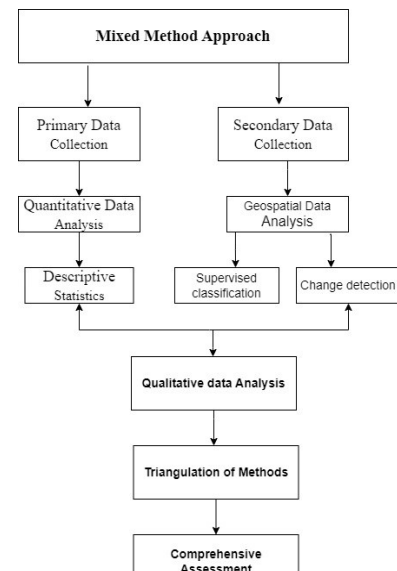 Mixed Method Approach
Primary Data
Collection
Secondary Data
Collection
Quantitative Data
Analysis
Geospatial Data
Analysis
Descriptive
Statistics
Supervised
classification
Change detection
Qualitative data Analysis
Triangulation of Methods
Comprehensive
Assessment